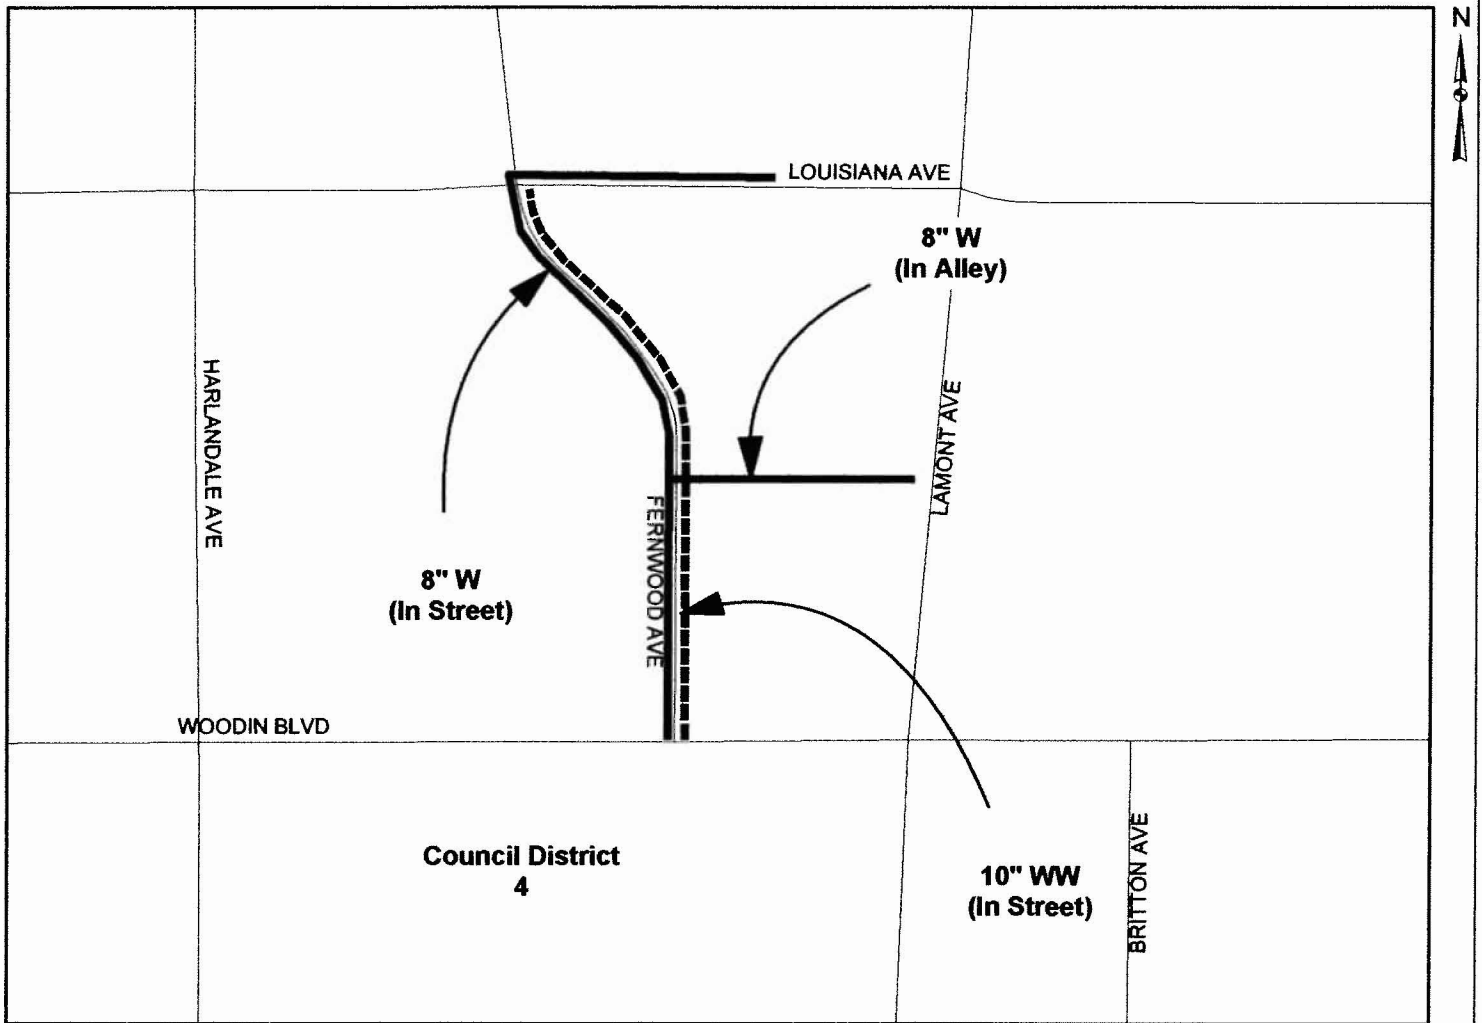 N
LOUISIANA AVE
8" W
(In Alley)
HARLANDALE AVE
LAMONT AVE
FERNWOOD AVE
8" W
(In Street)
WOODIN BLVD
Council District
4
10" WW
(In Street)
BRITTON AVE